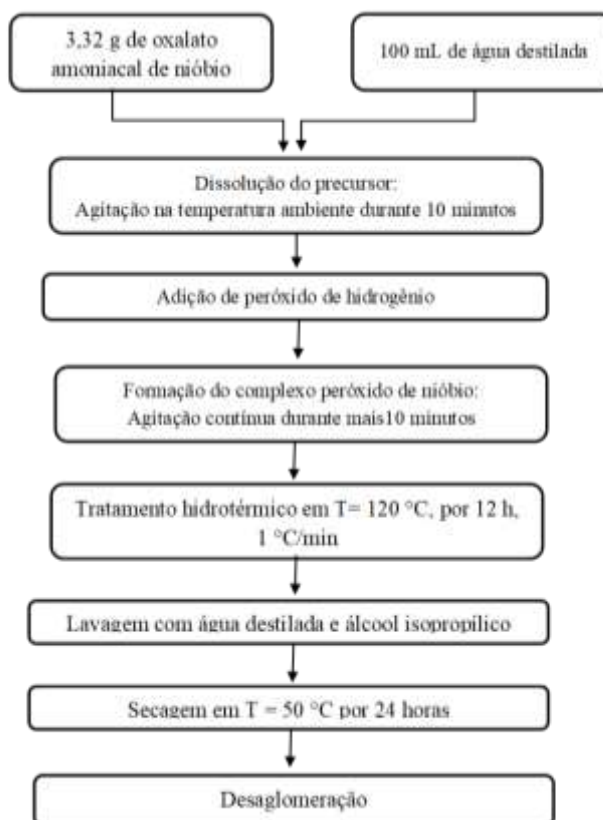 3,32 g de oxalato
amoniacal de nióbio
100 mL de água destilada
Dissolução do precursor:
Agitação na temperatura ambiente durante 10 minutos
Adição de peróxido de hidrogênio
Formação do complexo peróxido de nióbio:
Agitação contínua durante mais10 minutos
Tratamento hidrotérmico em T= 120 °C, por 12 h,
1 °C/min
Lavagem com água destilada e álcool isopropílico
Secagem em T = 50 °C por 24 horas
Desaglomeração